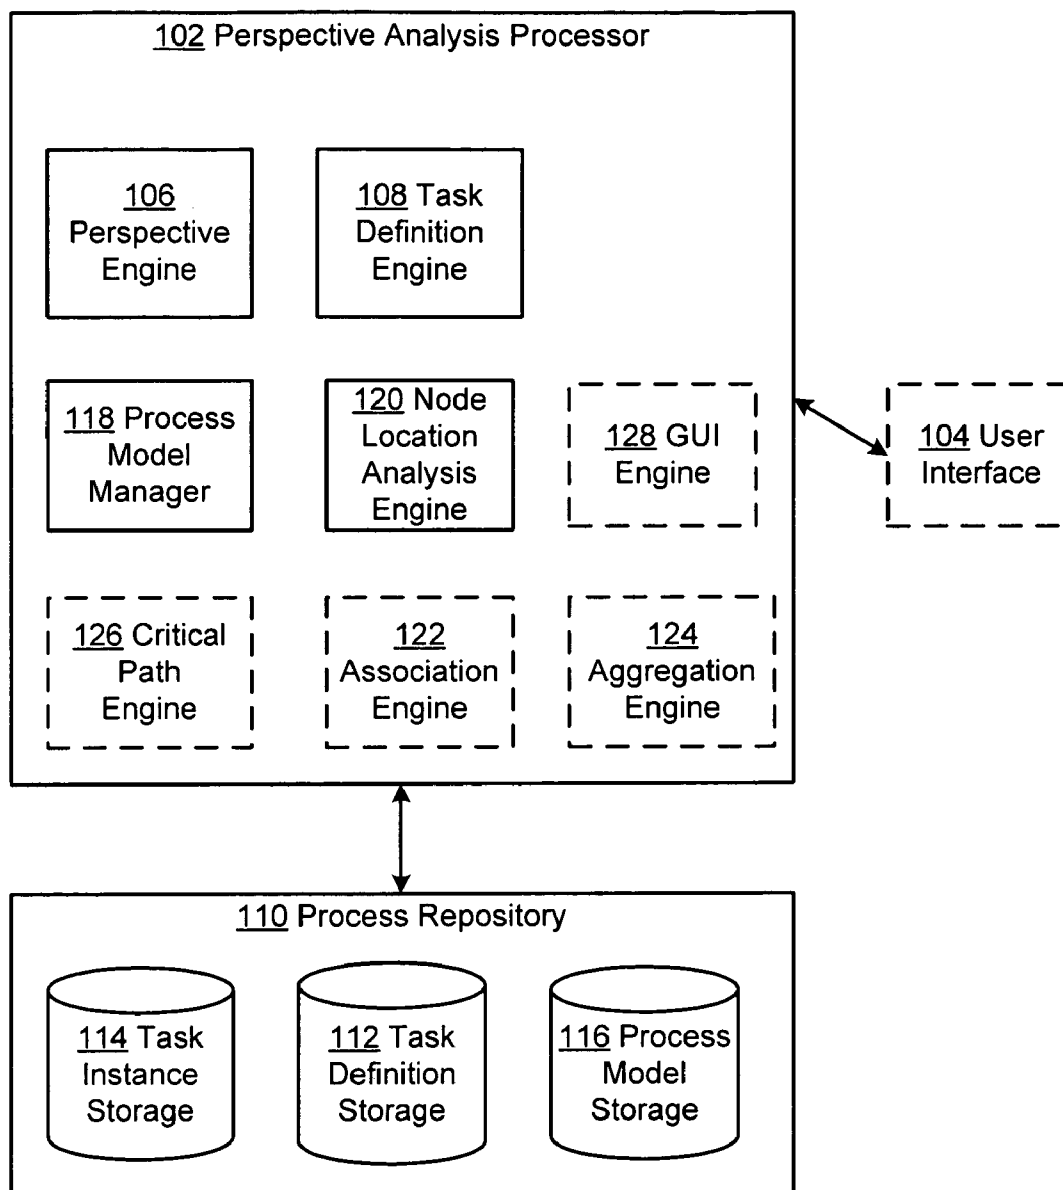 102 Perspective Analysis Processor
106
Perspective
Engine
108 Task
Definition
Engine
118 Process
Model
Manager
120 Node
Location
Analysis
Engine
128 GUI
Engine
104 User
Interface
126 Critical
Path
Engine
122
Association
Engine
124
Aggregation
Engine
110 Process Repository
114 Task
Instance
Storage
112 Task
Definition
Storage
116 Process
Model
Storage